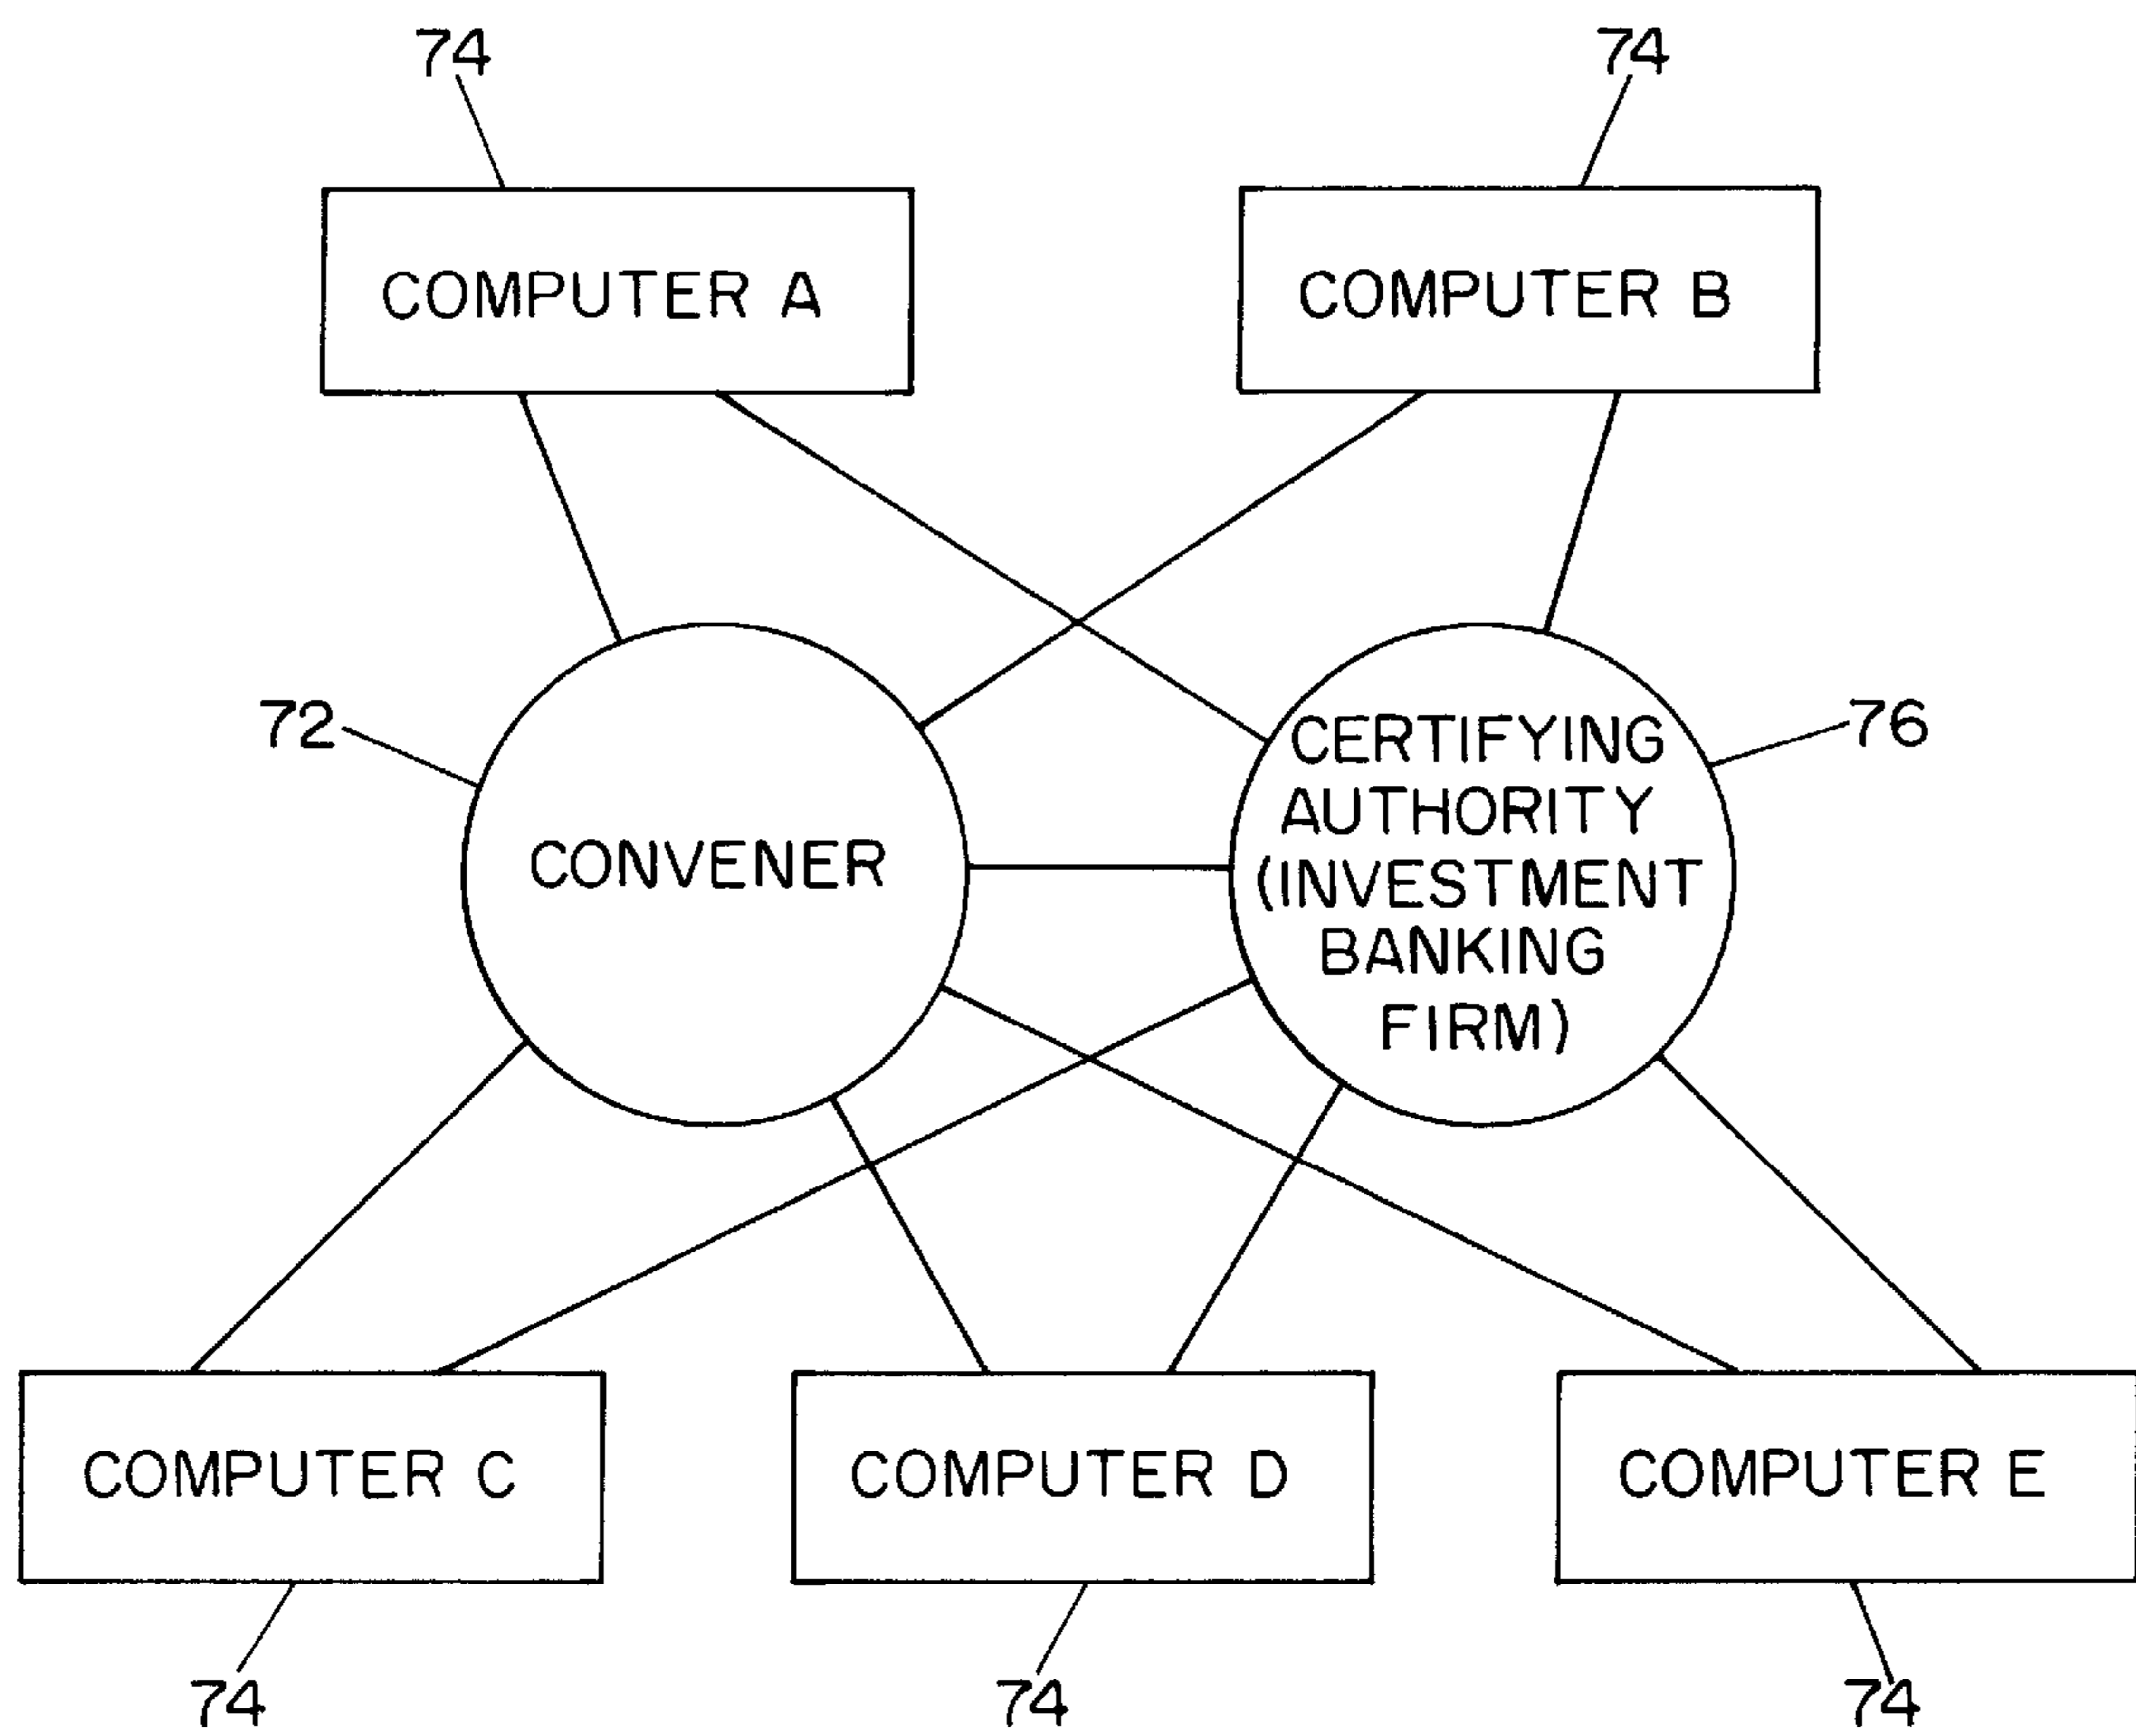 74
74
COMPUTER A
COMPUTER B
72
76
CONVENER
CERTIFYING
AUTHORITY
(INVESTMENT
BANKING
FIRM)
COMPUTER C
COMPUTER D
COMPUTER E
74
74
74